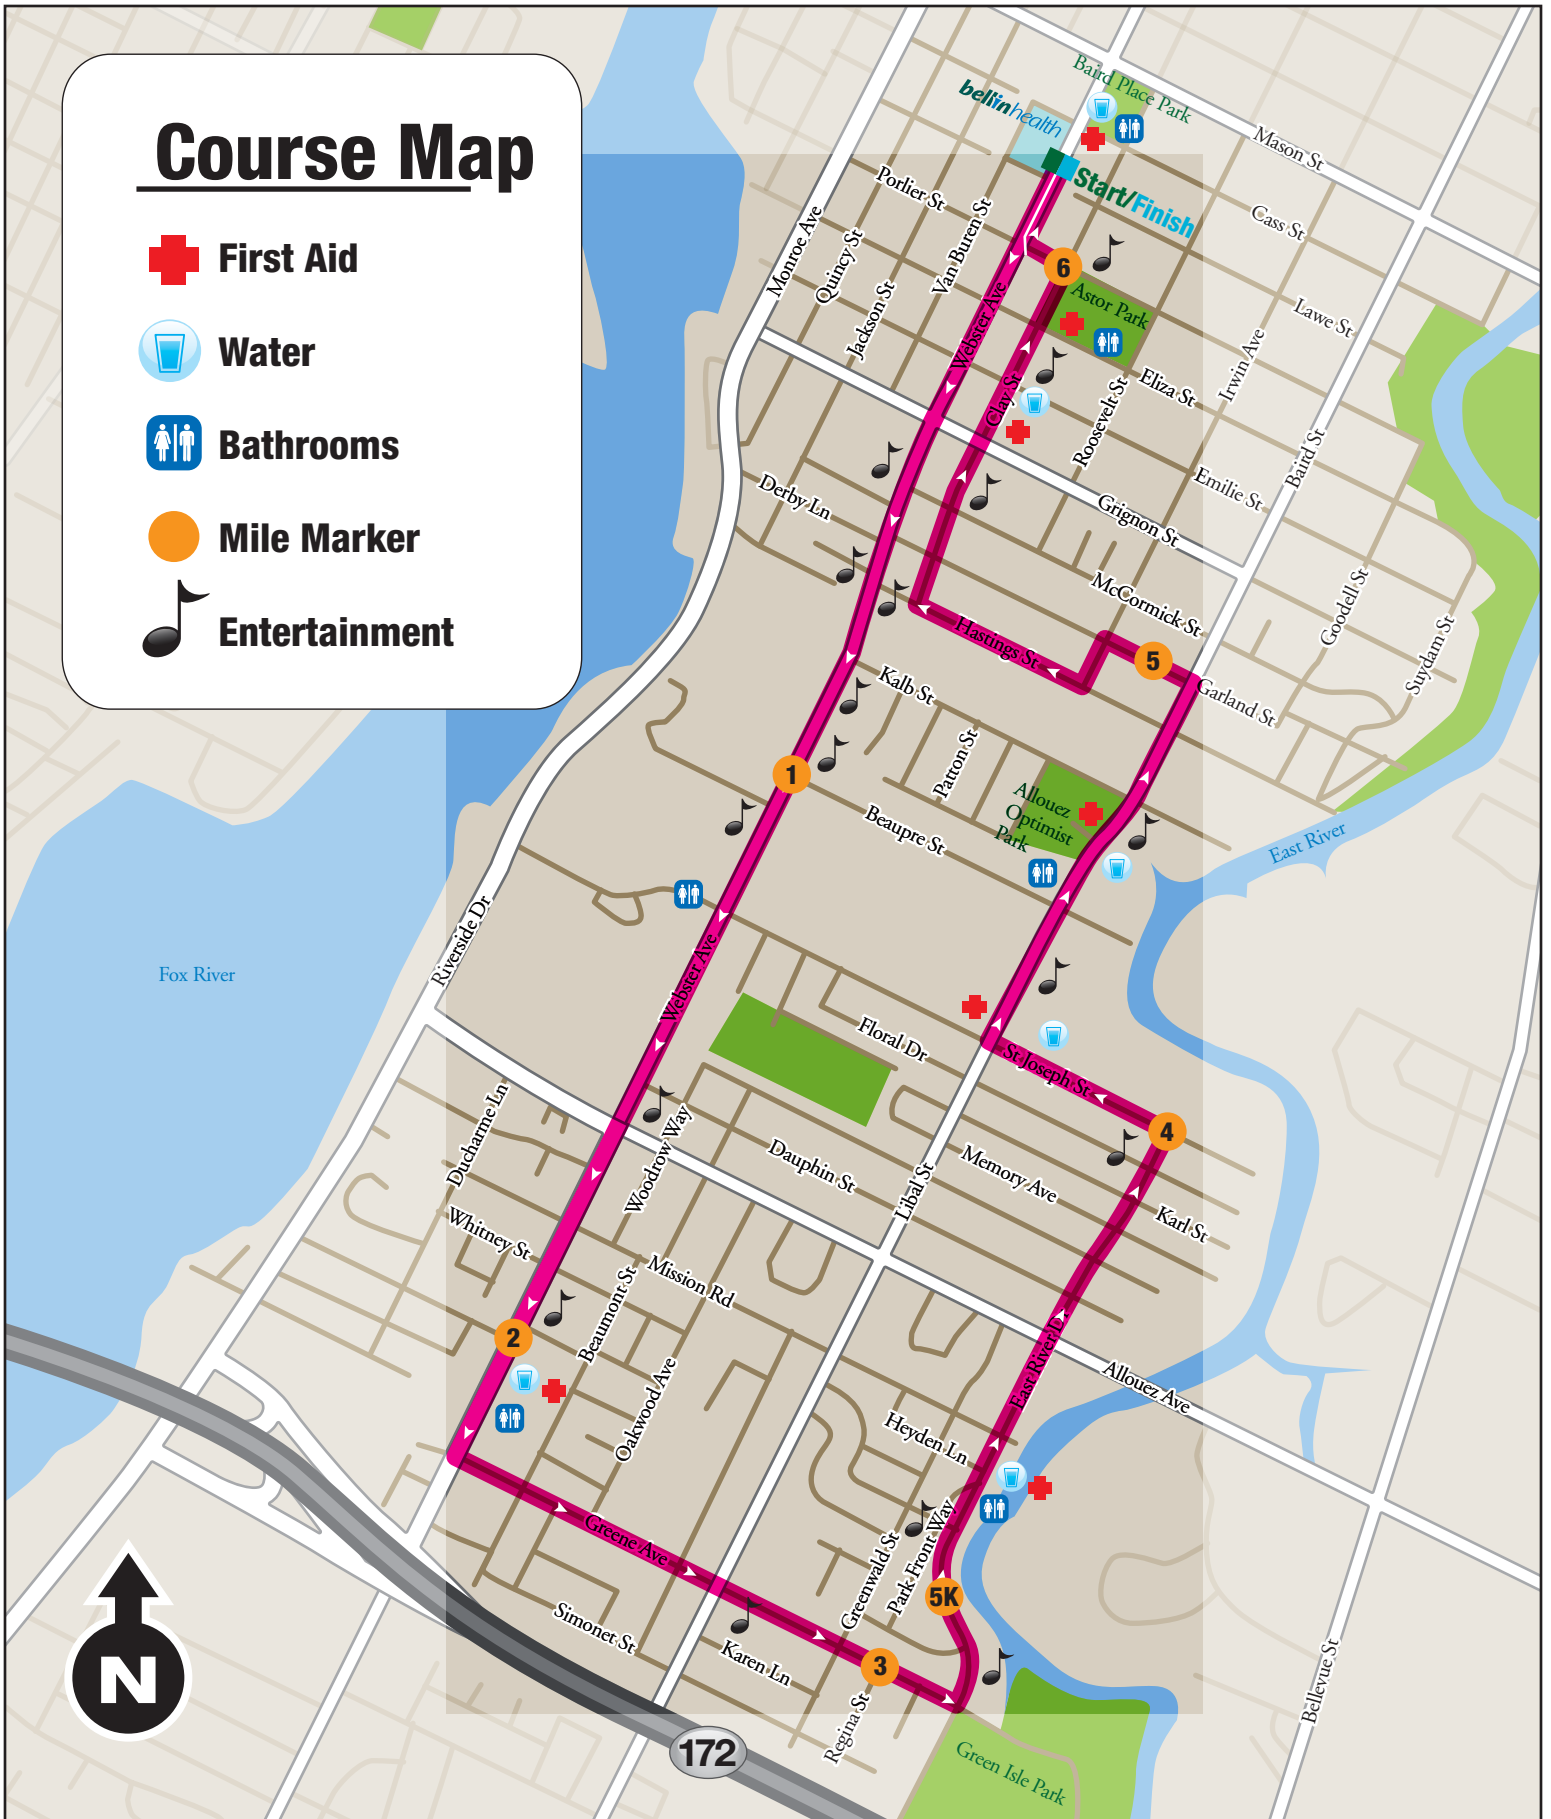 Course Map
First Aid
Water
Bathrooms
Mile Marker
Entertainment
bellinhealth
Baird Place Park
Start/Finish
Mason St
Cass St
Lawe St
Porlier St
Monroe Ave
Quincy St
Jackson St
Van Buren St
Webster Ave
6
Astor Park
Clay St
Eliza St
Irwin Ave
Roosevelt St
Baird St
Emilie St
Grignon St
Derby Ln
McCormick St
Goodell St
Suydam St
Hastings St
5
Garland St
Kalb St
Patton St
1
Allouez
Optimist
Park
Beaupre St
East River
Riverside Dr
Fox River
Webster Ave
Floral Dr
St Joseph St
4
Ducharme Ln
Woodrow Way
Dauphin St
Libal St
Memory Ave
Karl St
Whitney St
Mission Rd
Beaumont St
2
Oakwood Ave
East River Dr
Allouez Ave
Heyden Ln
Greene Ave
Greenwald St
Park Front Way
5K
Simonet St
Karen Ln
3
Regina St
Bellevue St
N
172
Green Isle Park